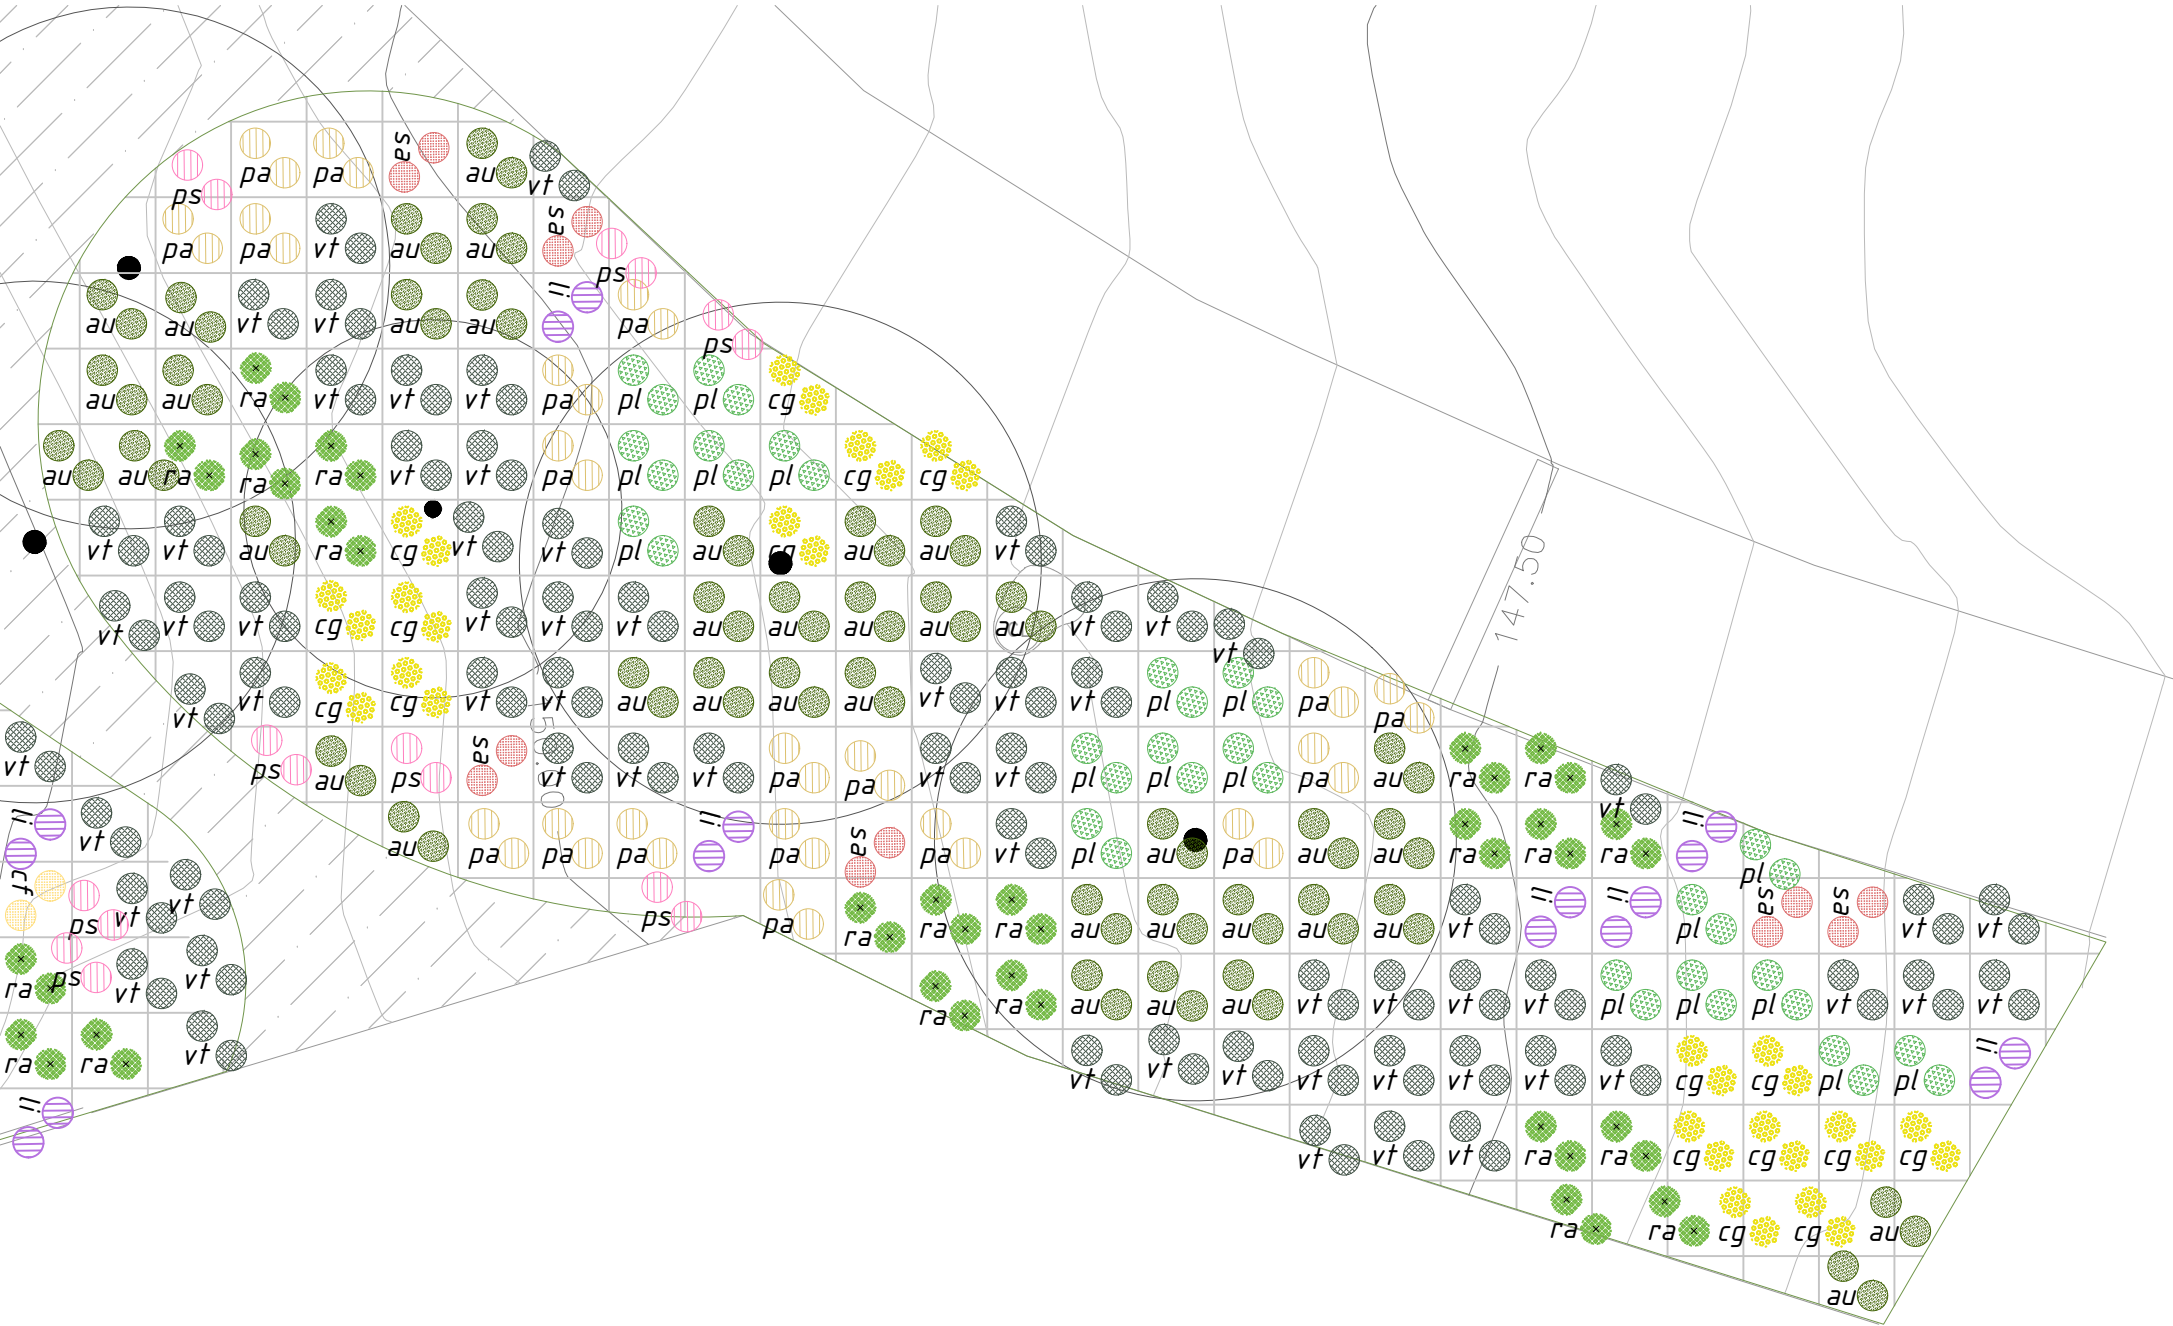 sas
pa pa au vt
ps
sas
pa pa vt au au
ps
ll
au au vt vt au au pa
ps
au au ra vt vt vt pa pl pl cg
au au ra ra ra vt vt pa pl pl pl cg cg
vt vt au ra cg vt vt pl au cg au au vt
147.50
vt vt vt cg cg vt vt vt au au au au au vt vt
vt
vt vt cg cg vt vt au au au au vt vt vt pl pl pa pa
sas
vt ps au ps vt vt vt pa pa vt vt pl pl pl pa au ra ra
vt
ll vt au pa pa pa ll pa sas pa vt pl au pa au au ra ra ra ll
pl
cf ps vt vt ps pa ra ra ra au au au au au vt ll ll pl sas sas vt vt
ra ps vt vt ra ra au au au vt vt vt vt pl pl pl vt vt vt
ra ra vt vt vt vt vt vt vt vt vt cg cg pl pl ll
ll vt vt vt ra ra cg cg cg cg
ra ra cg cg au
au